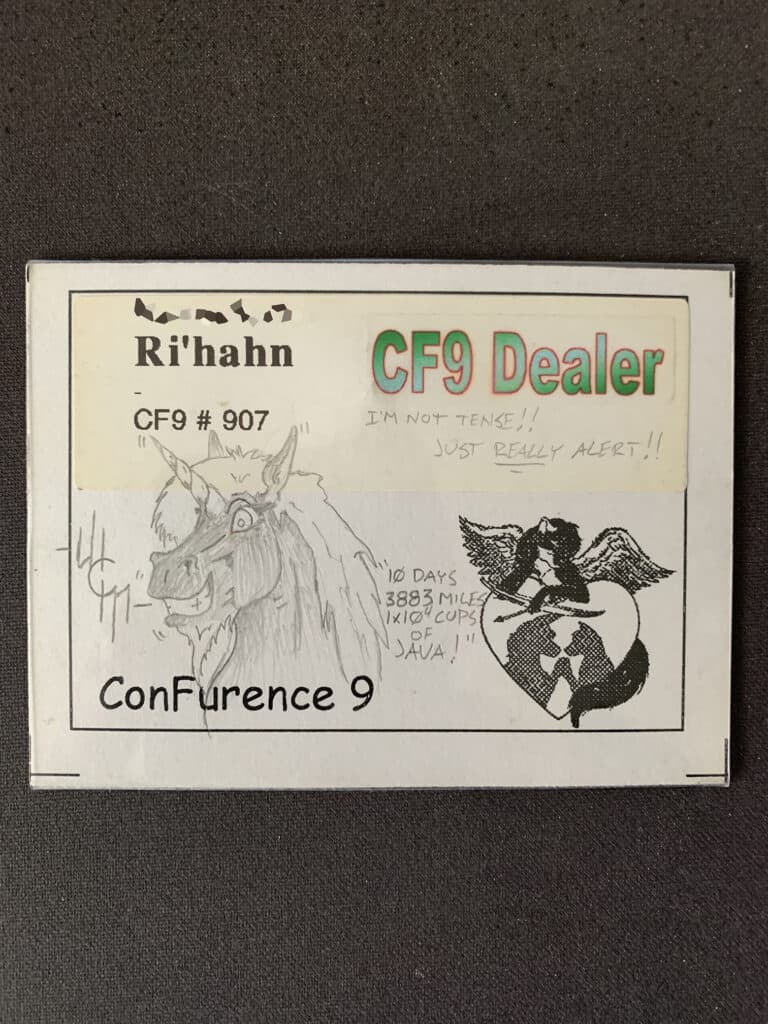 Ri'hahn
-
CF9 # 907
CF9 Dealer
I'M NOT TENSE!!
JUST REALLY ALERT!!
"10 DAYS
3883 MILES
1X10⁹ CUPS
OF
JAVA!"
ConFurence 9